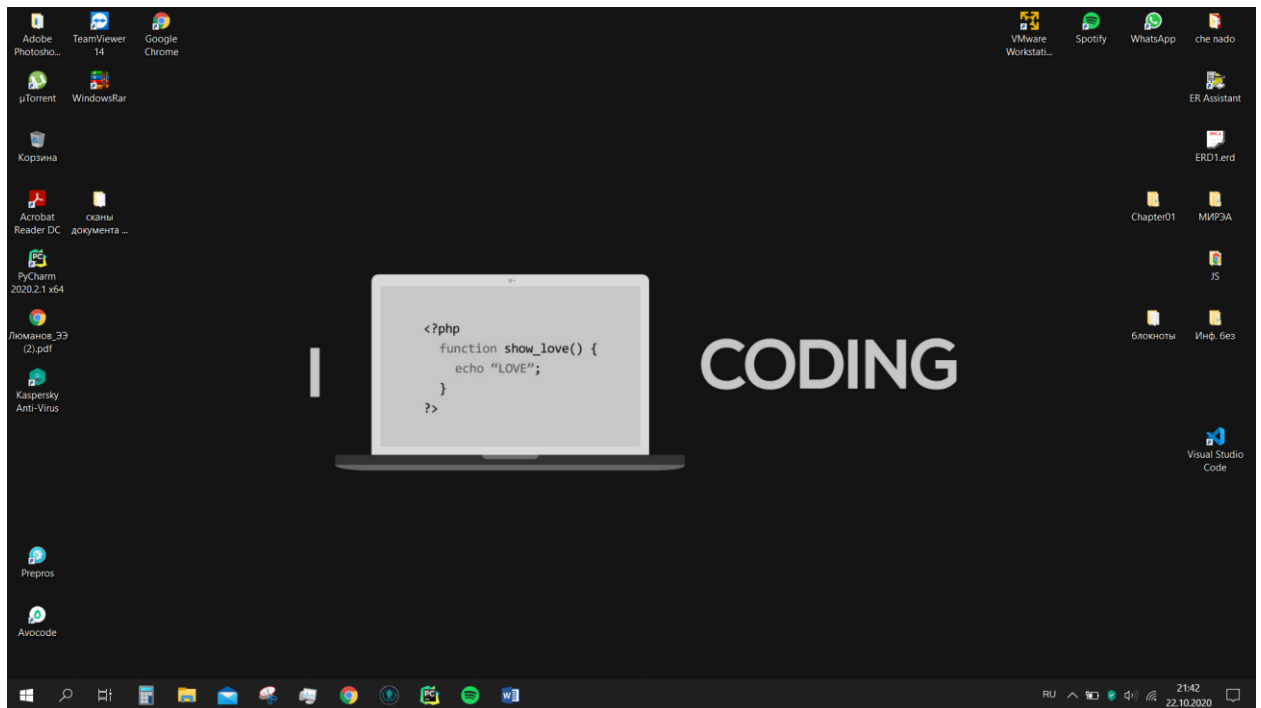 Adobe
Photosho...
TeamViewer
14
Google
Chrome
VMware
Workstati...
Spotify
WhatsApp
che nado
µTorrent
WindowsRar
ER Assistant
Корзина
ERD1.erd
Acrobat
Reader DC
сканы
документа ...
Chapter01
МИРЭА
PyCharm
2020.2.1 x64
JS
Люманов_ЭЭ
(2).pdf
блокноты
Инф. без
Kaspersky
Anti-Virus
I
<?php
function show_love() {
echo “LOVE”;
}
?>
CODING
Visual Studio
Code
Prepros
Avocode
RU
21:42
22.10.2020